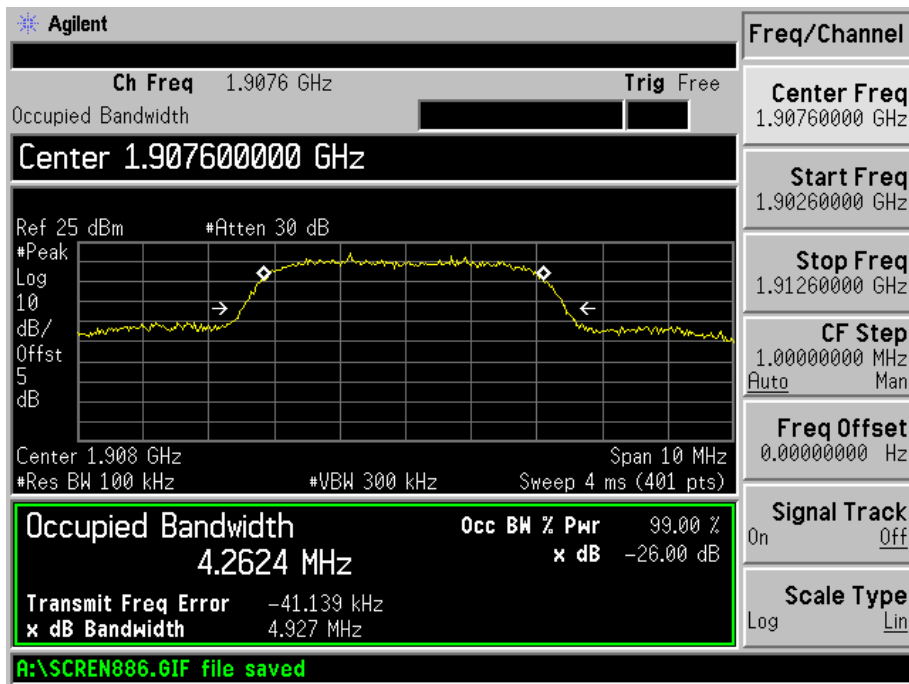 Agilent
Freq/Channel
Ch Freq 1.9076 GHz Trig Free
Occupied Bandwidth
Center 1.907600000 GHz
Ref 25 dBm #Atten 30 dB
#Peak
Log
10
dB/
Offst
5
dB
Center 1.908 GHz Span 10 MHz
#Res BW 100 kHz #VBW 300 kHz Sweep 4 ms (401 pts)
Occupied Bandwidth Occ BW % Pwr 99.00 %
4.2624 MHz x dB -26.00 dB
Transmit Freq Error -41.139 kHz
x dB Bandwidth 4.927 MHz
A:\SCREN886.GIF file saved
Center Freq
1.90760000 GHz
Start Freq
1.90260000 GHz
Stop Freq
1.91260000 GHz
CF Step
1.00000000 MHz
Auto Man
Freq Offset
0.00000000 Hz
Signal Track
On Off
Scale Type
Log Lin